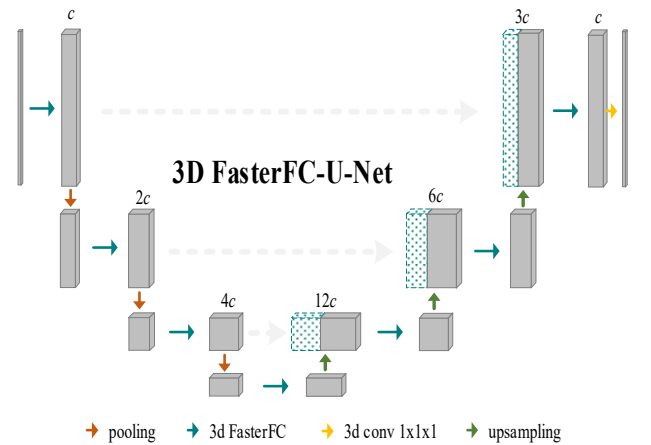 c
3c
c
3D FasterFC-U-Net
2c
6c
4c
12c
pooling
3d FasterFC
3d conv 1x1x1
upsampling